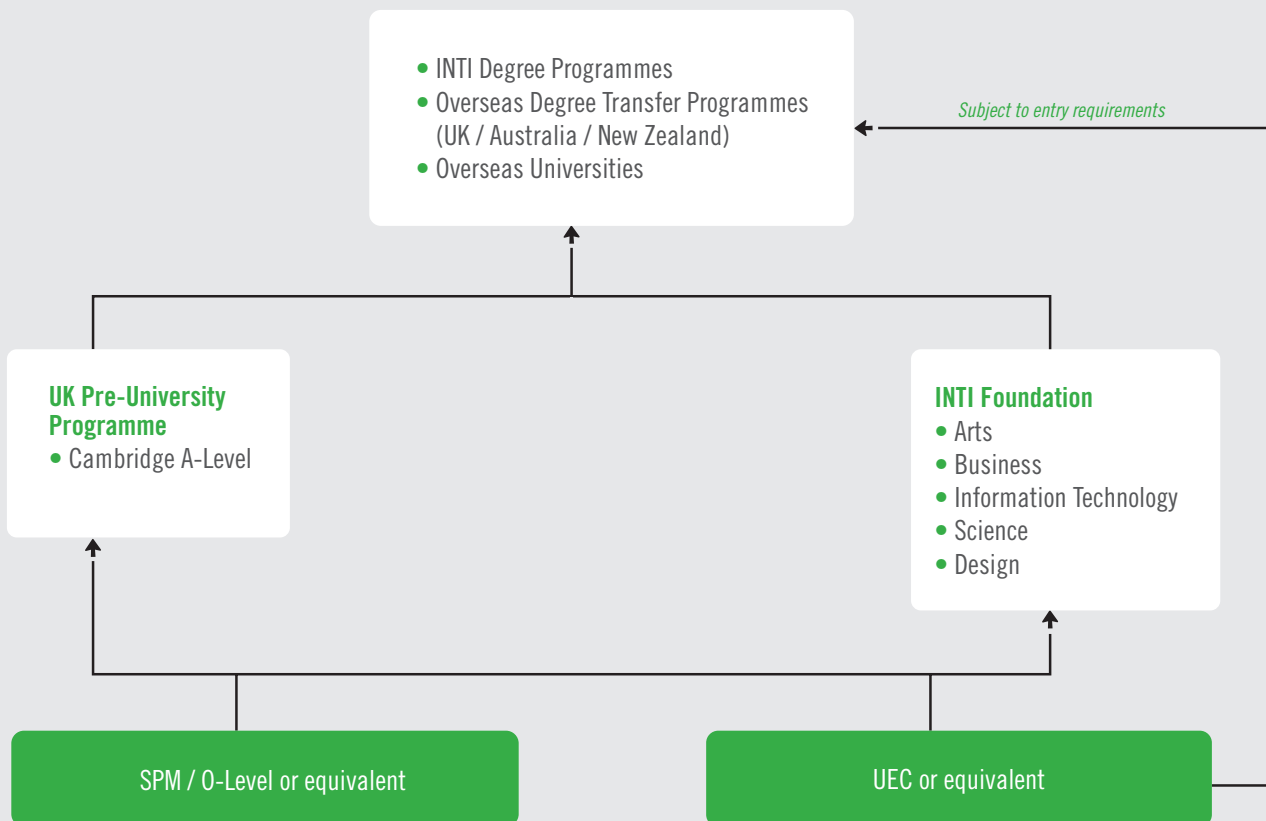 • INTI Degree Programmes
• Overseas Degree Transfer Programmes
(UK / Australia / New Zealand)
• Overseas Universities
Subject to entry requirements
UK Pre-University
Programme
• Cambridge A-Level
INTI Foundation
• Arts
• Business
• Information Technology
• Science
• Design
SPM / O-Level or equivalent
UEC or equivalent